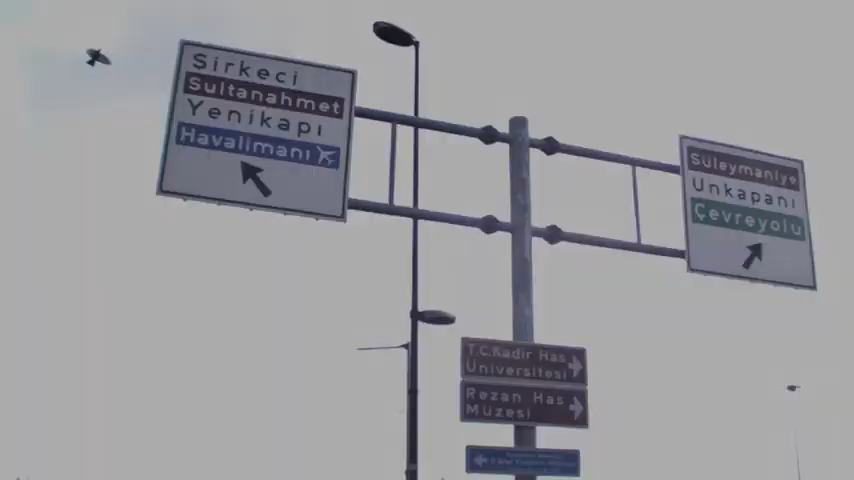 Sirkeci
Sultanahmet
Yenikapı
Havalimanı
Süleymaniye
Unkapanı
Çevreyolu
T.C.Kadir Has
Üniversitesi
Rezan Has
Müzesi